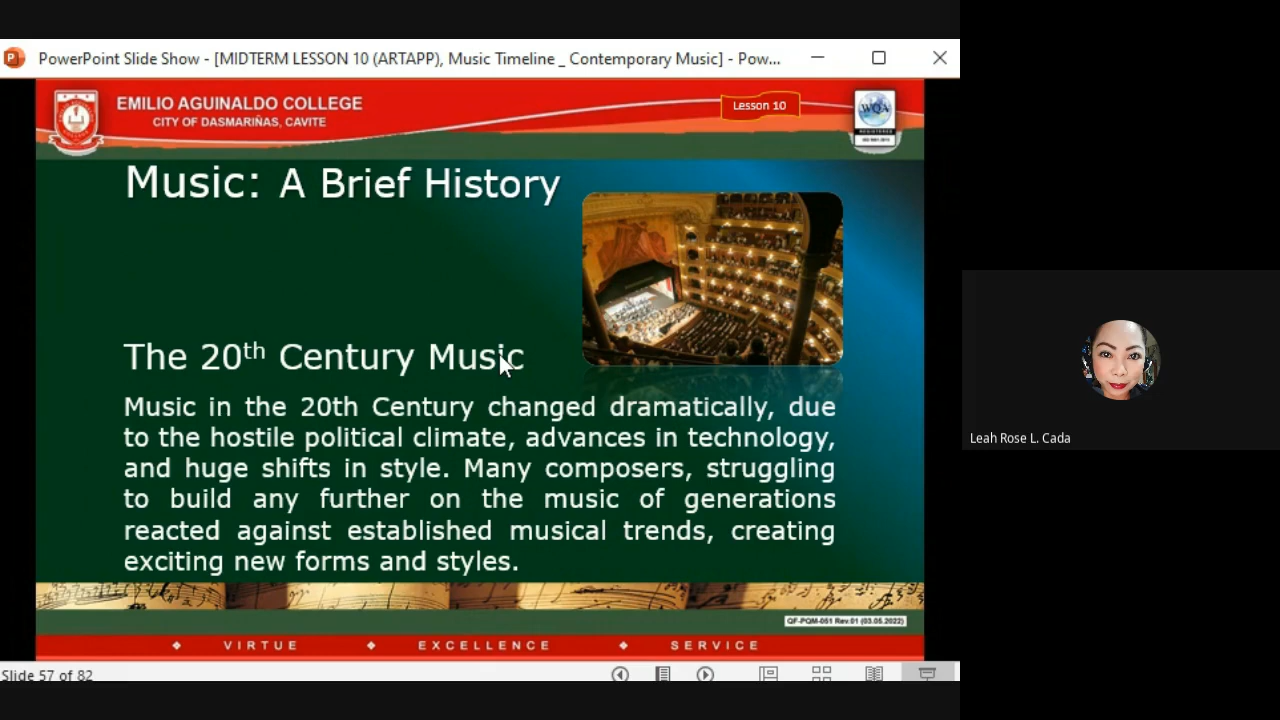 PowerPoint Slide Show - [MIDTERM LESSON 10 (ARTAPP), Music Timeline _ Contemporary Music] - Pow...
EMILIO AGUINALDO COLLEGE
CITY OF DASMARIÑAS, CAVITE
Lesson 10
WQA
Music: A Brief History
The 20th Century Music
Music in the 20th Century changed dramatically, due
to the hostile political climate, advances in technology,
and huge shifts in style. Many composers, struggling
to build any further on the music of generations
reacted against established musical trends, creating
exciting new forms and styles.
Leah Rose L. Cada
QF-PQM-051 Rev.01 (03.05.2022)
VIRTUE EXCELLENCE SERVICE
Slide 57 of 82